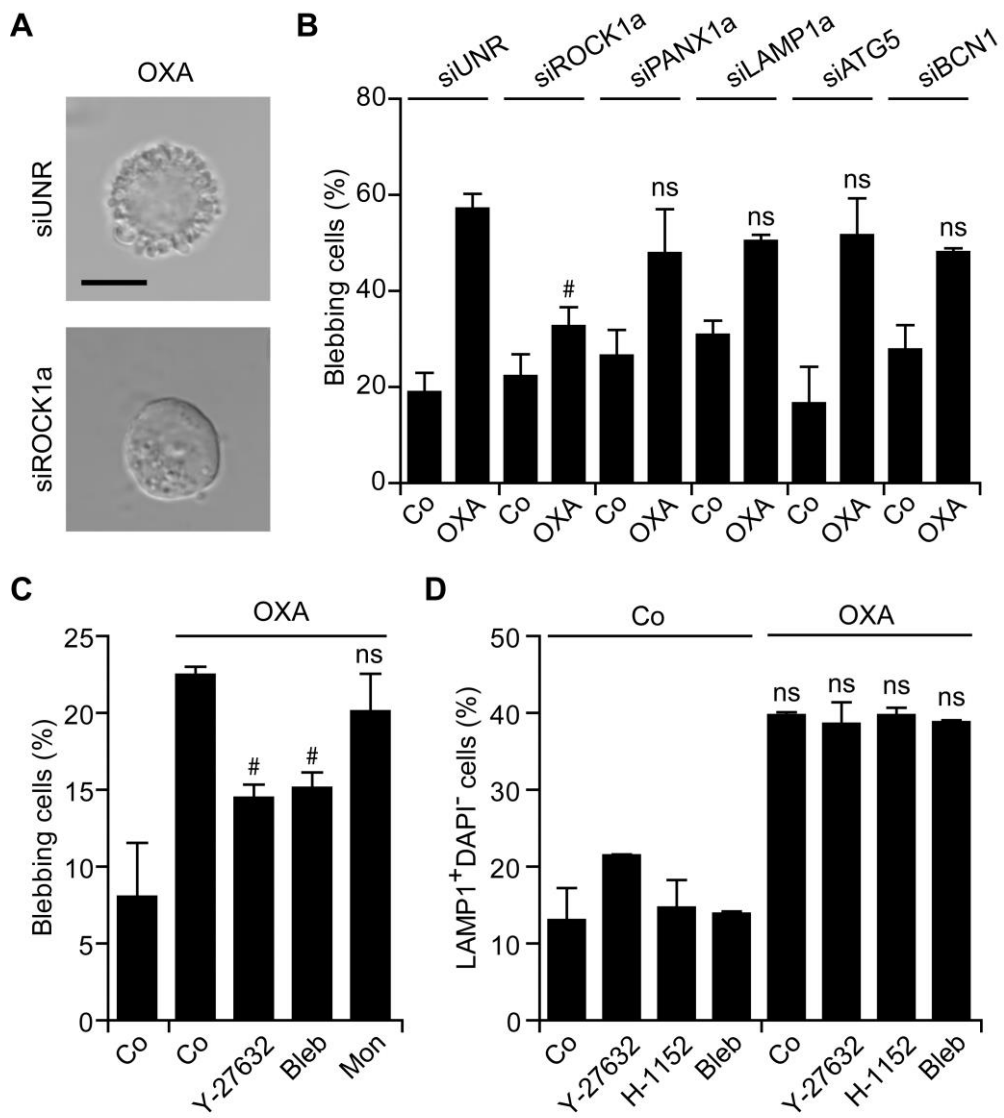 A
OXA
siUNR
siROCK1a
B
siUNR siROCK1a siPANX1a siLAMP1a siATG5 siBCN1
Blebbing cells (%)
80
60
40
20
0
# ns ns ns ns
Co OXA Co OXA Co OXA Co OXA Co OXA Co OXA
C
OXA
Blebbing cells (%)
25
20
15
10
5
0
# # ns
Co Co Y-27632 Bleb Mon
D
Co OXA
LAMP1⁺DAPI⁻ cells (%)
50
40
30
20
10
0
ns ns ns ns
Co Y-27632 H-1152 Bleb Co Y-27632 H-1152 Bleb